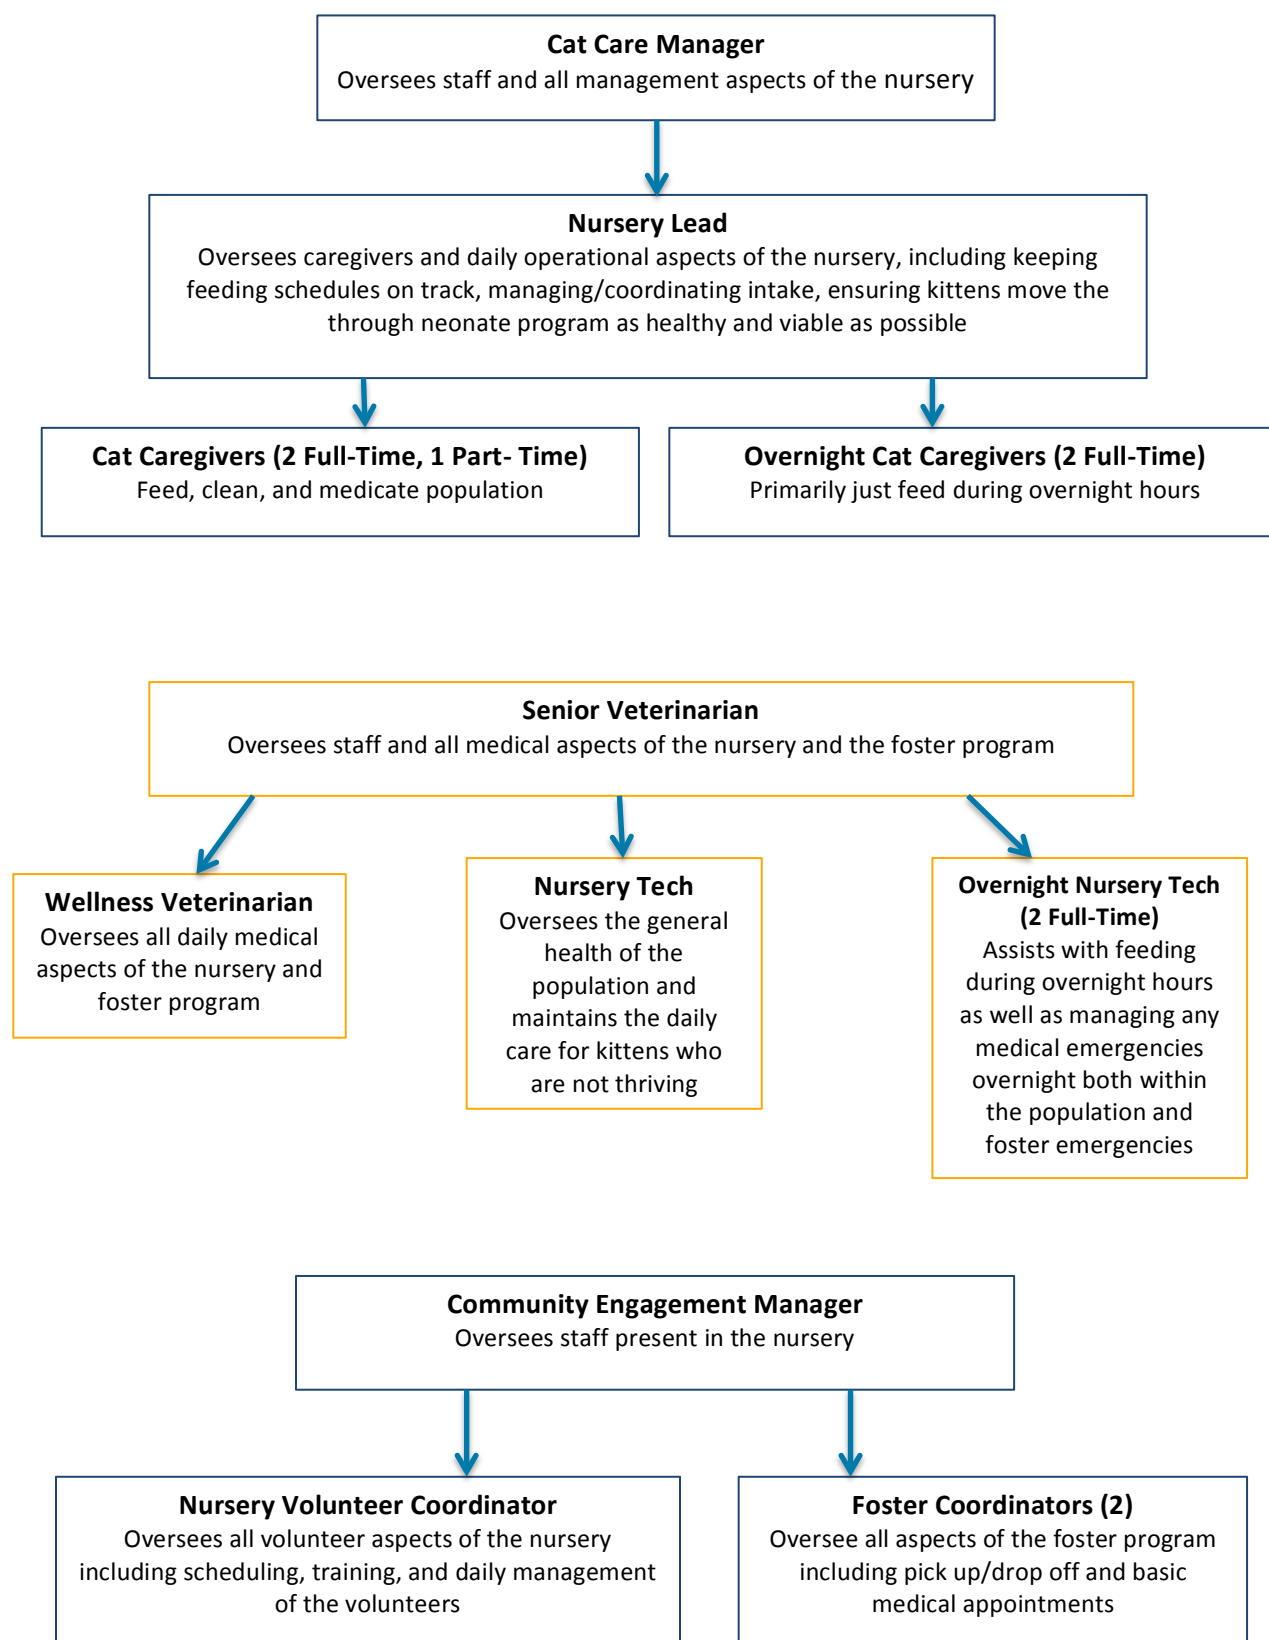 Cat Care Manager
Oversees staff and all management aspects of the nursery
Nursery Lead
Oversees caregivers and daily operational aspects of the nursery, including keeping
feeding schedules on track, managing/coordinating intake, ensuring kittens move the
through neonate program as healthy and viable as possible
Cat Caregivers (2 Full-Time, 1 Part- Time)
Feed, clean, and medicate population
Overnight Cat Caregivers (2 Full-Time)
Primarily just feed during overnight hours
Senior Veterinarian
Oversees staff and all medical aspects of the nursery and the foster program
Wellness Veterinarian
Oversees all daily medical
aspects of the nursery and
foster program
Nursery Tech
Oversees the general
health of the
population and
maintains the daily
care for kittens who
are not thriving
Overnight Nursery Tech
(2 Full-Time)
Assists with feeding
during overnight hours
as well as managing any
medical emergencies
overnight both within
the population and
foster emergencies
Community Engagement Manager
Oversees staff present in the nursery
Nursery Volunteer Coordinator
Oversees all volunteer aspects of the nursery
including scheduling, training, and daily management
of the volunteers
Foster Coordinators (2)
Oversee all aspects of the foster program
including pick up/drop off and basic
medical appointments